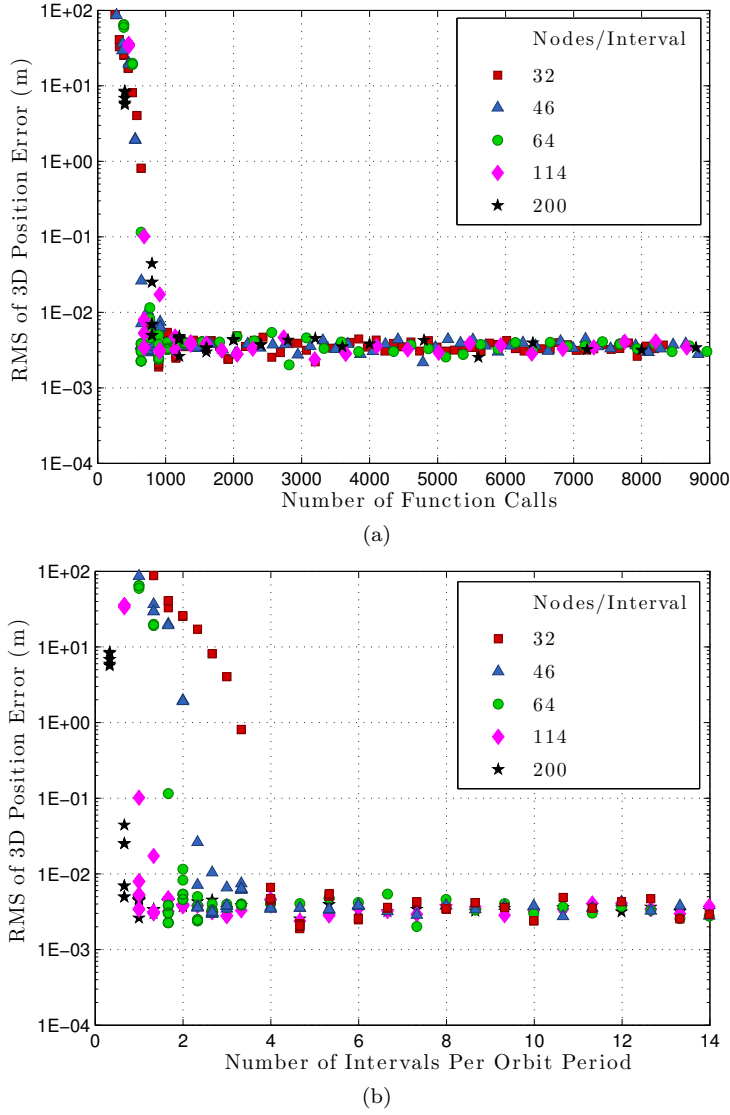 1E+02
1E+01
1E+00
1E−01
1E−02
1E−03
1E−04
RMS of 3D Position Error (m)
Nodes/Interval
32
46
64
114
200
0 1000 2000 3000 4000 5000 6000 7000 8000 9000
Number of Function Calls
(a)
1E+02
1E+01
1E+00
1E−01
1E−02
1E−03
1E−04
RMS of 3D Position Error (m)
Nodes/Interval
32
46
64
114
200
0 2 4 6 8 10 12 14
Number of Intervals Per Orbit Period
(b)